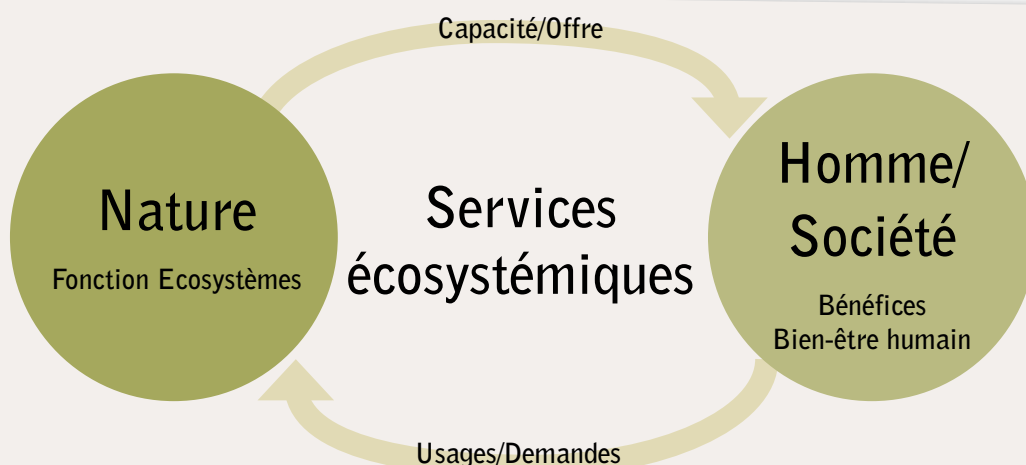 Capacité/Offre
Nature
Fonction Ecosystèmes
Services
écosystémiques
Homme/
Société
Bénéfices
Bien-être humain
Usages/Demandes